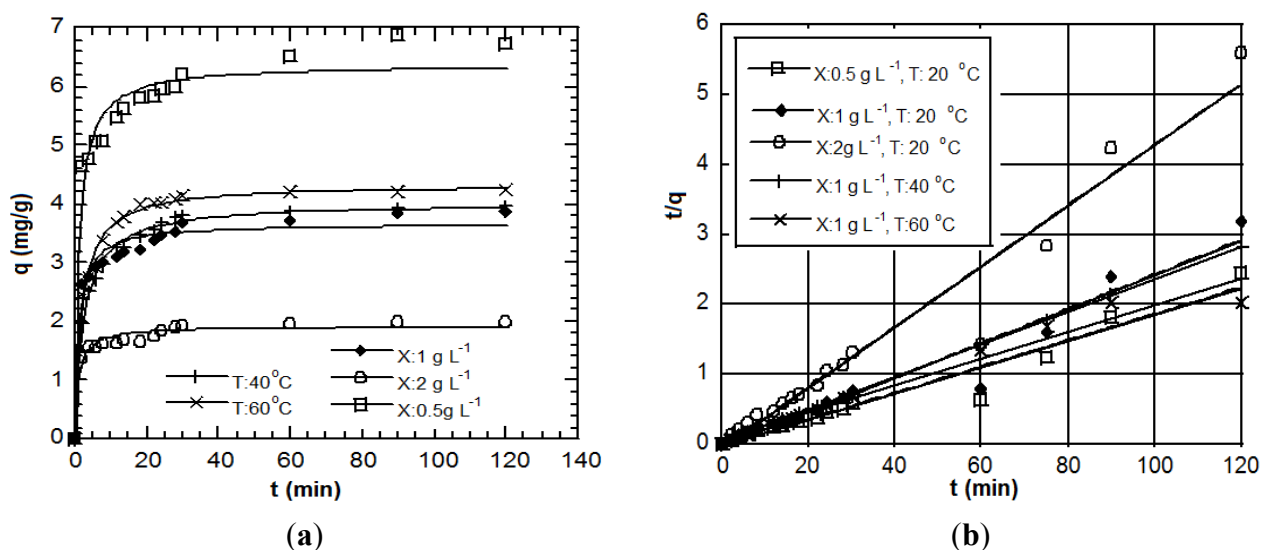 7
6
5
4
3
2
1
0
q (mg/g)
T:40°C
T:60°C
X:1 g L⁻¹
X:2 g L⁻¹
X:0.5g L⁻¹
0 20 40 60 80 100 120 140
t (min)
(a)
6
5
4
3
2
1
0
t/q
X:0.5 g L⁻¹, T: 20 °C
X:1 g L⁻¹, T: 20 °C
X:2g L⁻¹, T: 20 °C
X:1 g L⁻¹, T:40 °C
X:1 g L⁻¹, T:60 °C
0 20 40 60 80 100 120
t (min)
(b)